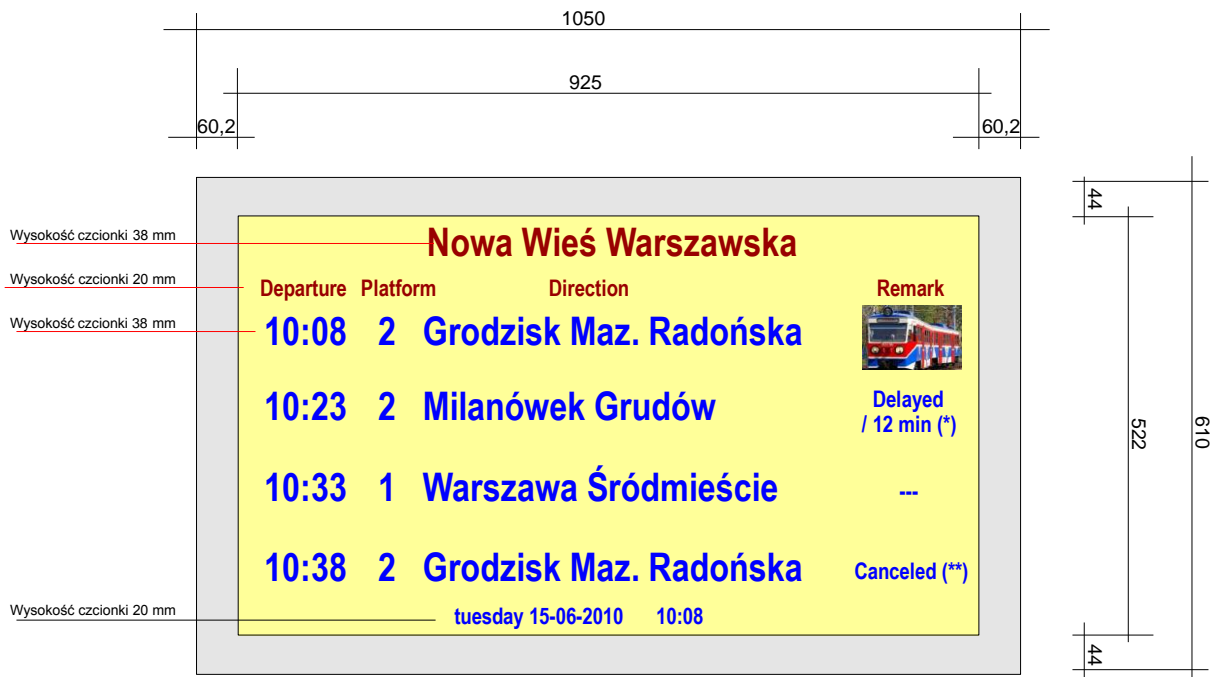 1050
925
60,2 60,2
44
Wysokość czcionki 38 mm
Nowa Wieś Warszawska
Wysokość czcionki 20 mm
Departure Platform Direction Remark
Wysokość czcionki 38 mm
10:08 2 Grodzisk Maz. Radońska
10:23 2 Milanówek Grudów Delayed
/ 12 min (*)
522
610
10:33 1 Warszawa Śródmieście ---
10:38 2 Grodzisk Maz. Radońska Canceled (**)
Wysokość czcionki 20 mm
tuesday 15-06-2010 10:08
44